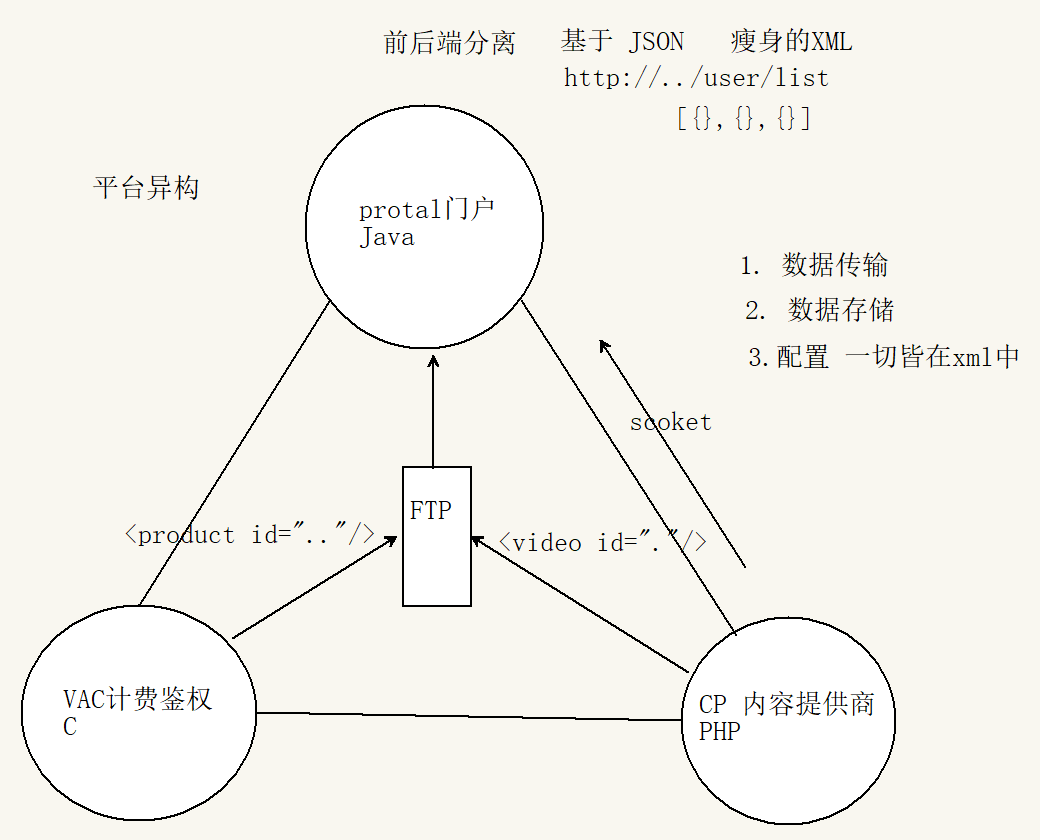 前后端分离 基于 JSON 瘦身的XML
http://../user/list
[{},{},{}]
平台异构
protal门户
Java
1. 数据传输
2. 数据存储
3.配置 一切皆在xml中
scoket
FTP
<product id=".."/>
<video id="."/>
VAC计费鉴权
C
CP 内容提供商
PHP